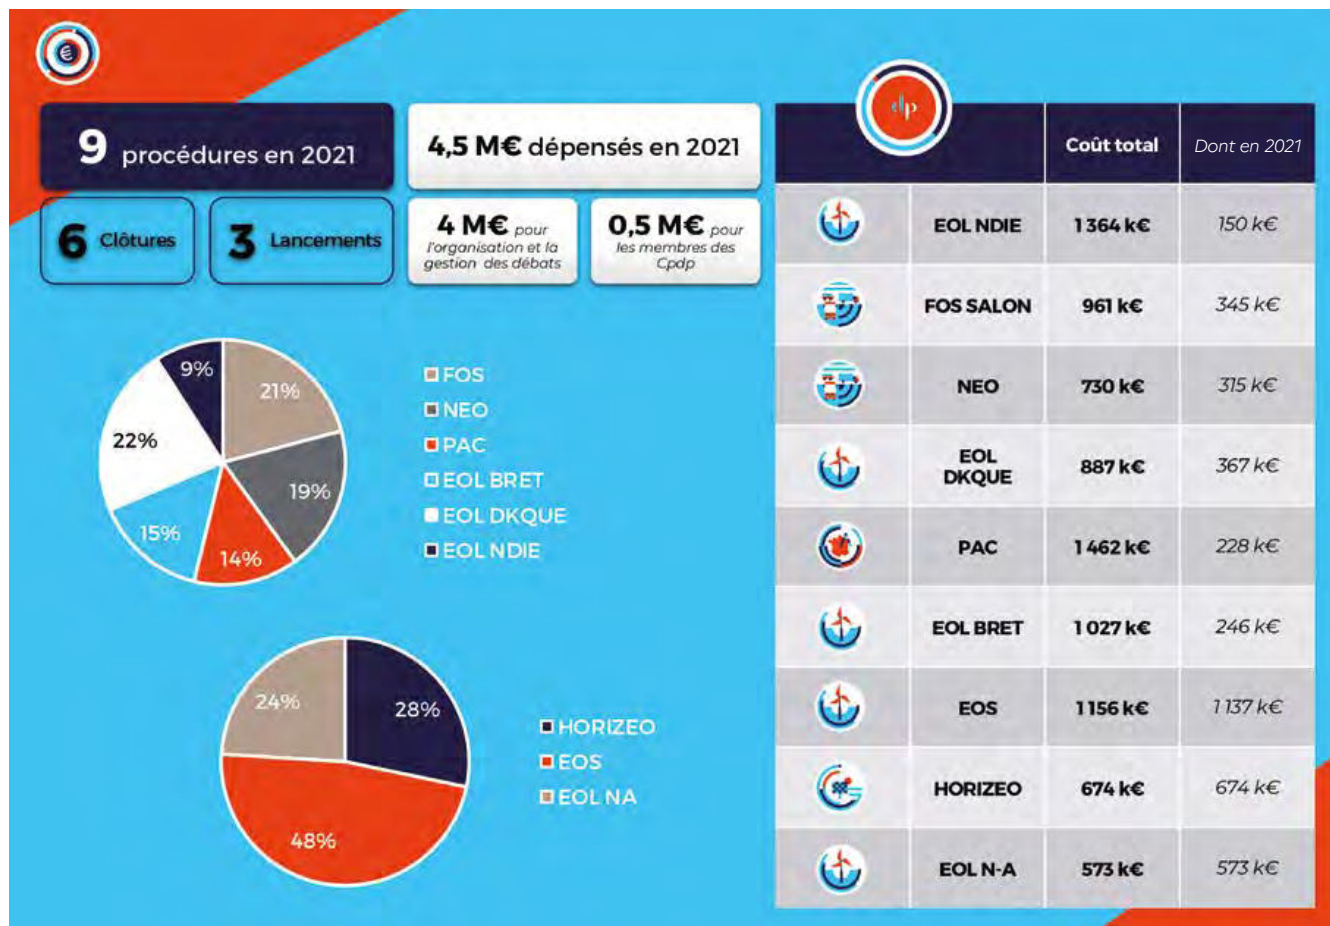 €
9 procédures en 2021
6 Clôtures
3 Lancements
4,5 M€ dépensés en 2021
4 M€ pour
l'organisation et la
gestion des débats
0,5 M€ pour
les membres des
Cpdp
9%
21%
22%
19%
15%
14%
FOS
NEO
PAC
EOL BRET
EOL DKQUE
EOL NDIE
24%
28%
48%
HORIZEO
EOS
EOL NA
dp
Coût total Dont en 2021
EOL NDIE 1 364 k€ 150 k€
FOS SALON 961 k€ 345 k€
NEO 730 k€ 315 k€
EOL
DKQUE 887 k€ 367 k€
PAC 1 462 k€ 228 k€
EOL BRET 1 027 k€ 246 k€
EOS 1 156 k€ 1 137 k€
HORIZEO 674 k€ 674 k€
EOL N-A 573 k€ 573 k€